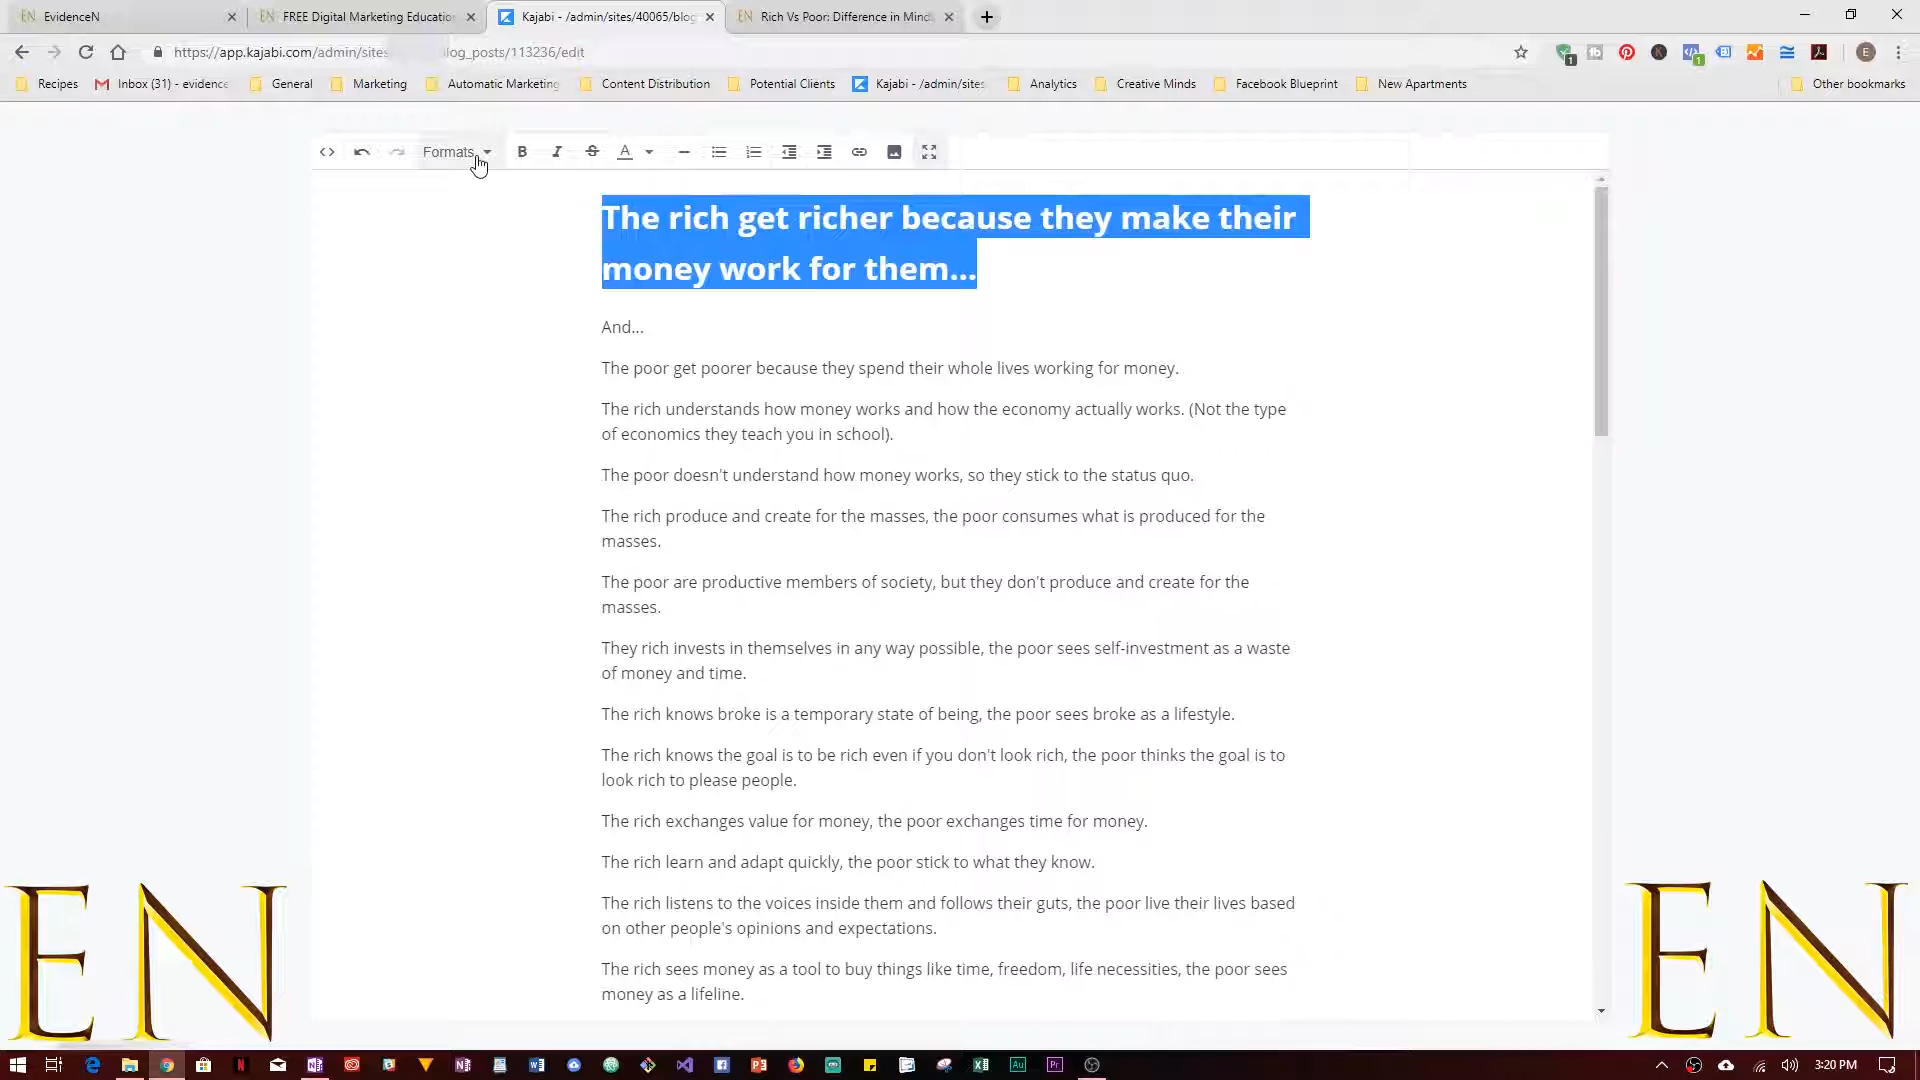 EvidenceN
EN FREE Digital Marketing Educatio
Kajabi - /admin/sites/40065/blog
EN Rich Vs Poor: Difference in Mind
https://app.kajabi.com/admin/sites
log_posts/113236/edit
Recipes
Inbox (31) - evidence
General
Marketing
Automatic Marketing
Content Distribution
Potential Clients
Kajabi - /admin/sites
Analytics
Creative Minds
Facebook Blueprint
New Apartments
Other bookmarks
Formats
The rich get richer because they make their
money work for them...
And...
The poor get poorer because they spend their whole lives working for money.
The rich understands how money works and how the economy actually works. (Not the type
of economics they teach you in school).
The poor doesn't understand how money works, so they stick to the status quo.
The rich produce and create for the masses, the poor consumes what is produced for the
masses.
The poor are productive members of society, but they don't produce and create for the
masses.
They rich invests in themselves in any way possible, the poor sees self-investment as a waste
of money and time.
The rich knows broke is a temporary state of being, the poor sees broke as a lifestyle.
The rich knows the goal is to be rich even if you don't look rich, the poor thinks the goal is to
look rich to please people.
The rich exchanges value for money, the poor exchanges time for money.
The rich learn and adapt quickly, the poor stick to what they know.
The rich listens to the voices inside them and follows their guts, the poor live their lives based
on other people's opinions and expectations.
The rich sees money as a tool to buy things like time, freedom, life necessities, the poor sees
money as a lifeline.
EN
EN
3:20 PM